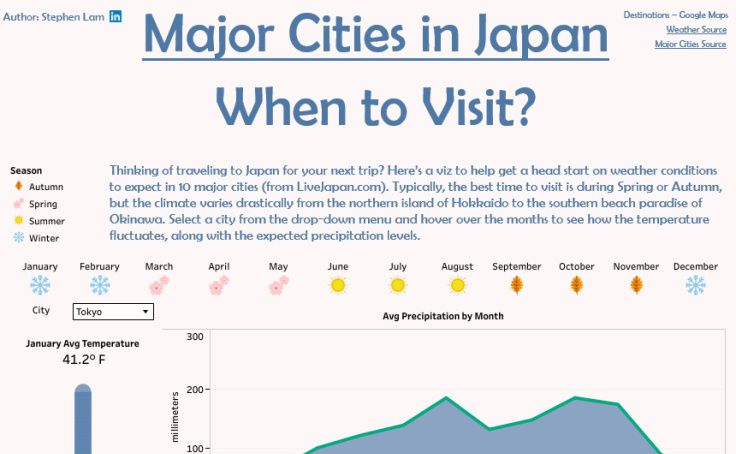 Author: Stephen Lam
Major Cities in Japan
When to Visit?
Destinations – Google Maps
Weather Source
Major Cities Source
Season
Autumn
Spring
Summer
Winter
Thinking of traveling to Japan for your next trip? Here's a viz to help get a head start on weather conditions
to expect in 10 major cities (from LiveJapan.com). Typically, the best time to visit is during Spring or Autumn,
but the climate varies drastically from the northern island of Hokkaido to the southern beach paradise of
Okinawa. Select a city from the drop-down menu and hover over the months to see how the temperature
fluctuates, along with the expected precipitation levels.
January February March April May June July August September October November December
City Tokyo
Avg Precipitation by Month
January Avg Temperature
41.2º F
300
200
100
millimeters